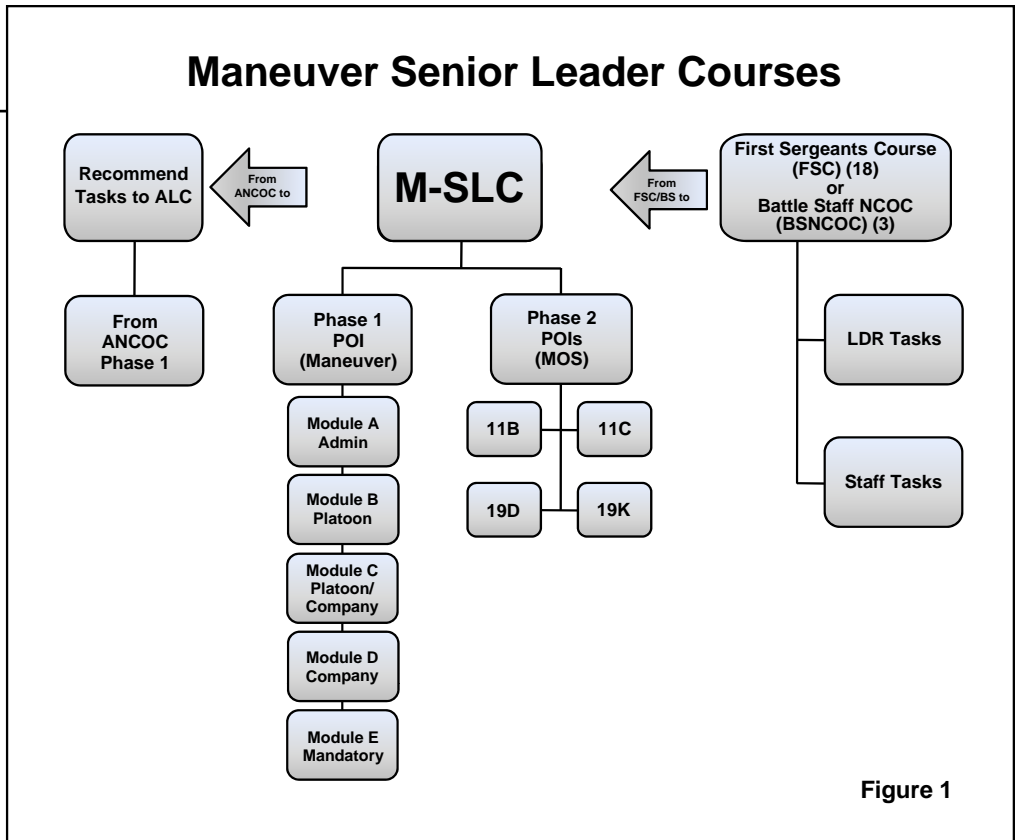 Maneuver Senior Leader Courses
Recommend
Tasks to ALC
From
ANCOC to
M-SLC
From
FSC/BS to
First Sergeants Course
(FSC) (18)
or
Battle Staff NCOC
(BSNCOC) (3)
From
ANCOC
Phase 1
Phase 1
POI
(Maneuver)
Phase 2
POIs
(MOS)
LDR Tasks
Module A
Admin
11B
11C
Module B
Platoon
19D
19K
Staff Tasks
Module C
Platoon/
Company
Module D
Company
Module E
Mandatory
Figure 1